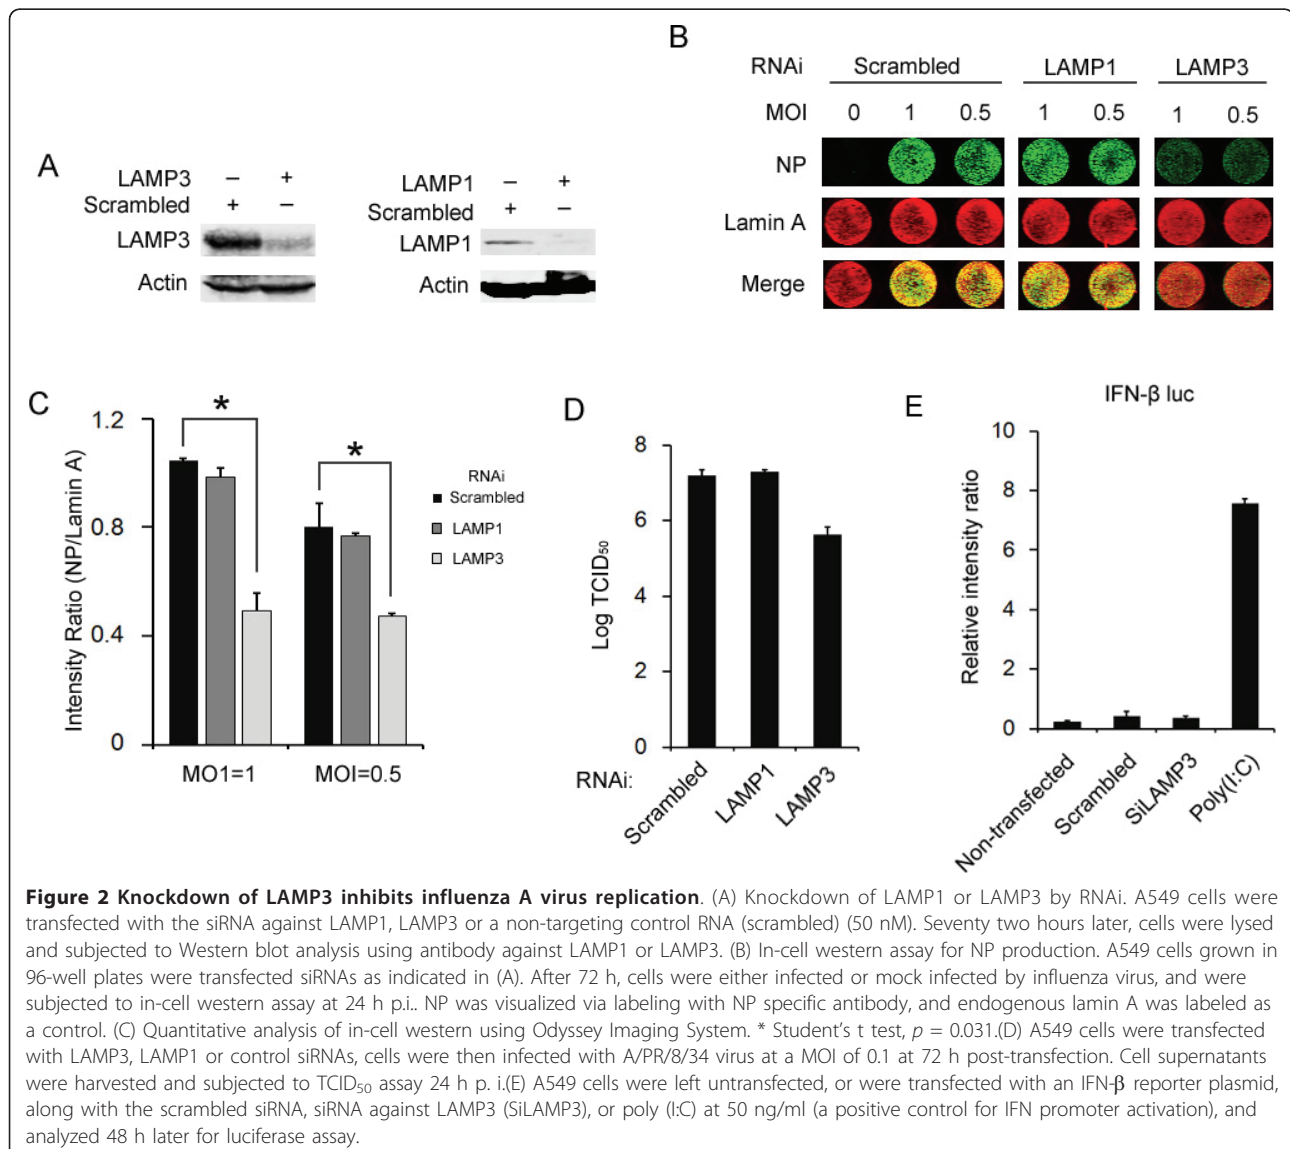 A
LAMP3 – +
Scrambled + –
LAMP3
Actin
LAMP1 – +
Scrambled + –
LAMP1
Actin
B
RNAi Scrambled LAMP1 LAMP3
MOI 0 1 0.5 1 0.5 1 0.5
NP
Lamin A
Merge
C
Intensity Ratio (NP/Lamin A)
1.2
0.8
0.4
0
* *
RNAi
Scrambled
LAMP1
LAMP3
MO1=1 MOI=0.5
D
Log TCID50
8
6
4
2
0
RNAi:
Scrambled
LAMP1
LAMP3
E
IFN-β luc
Relative intensity ratio
10
8
6
4
2
0
Non-transfected
Scrambled
SiLAMP3
Poly(I:C)
Figure 2 Knockdown of LAMP3 inhibits influenza A virus replication. (A) Knockdown of LAMP1 or LAMP3 by RNAi. A549 cells were
transfected with the siRNA against LAMP1, LAMP3 or a non-targeting control RNA (scrambled) (50 nM). Seventy two hours later, cells were lysed
and subjected to Western blot analysis using antibody against LAMP1 or LAMP3. (B) In-cell western assay for NP production. A549 cells grown in
96-well plates were transfected siRNAs as indicated in (A). After 72 h, cells were either infected or mock infected by influenza virus, and were
subjected to in-cell western assay at 24 h p.i.. NP was visualized via labeling with NP specific antibody, and endogenous lamin A was labeled as
a control. (C) Quantitative analysis of in-cell western using Odyssey Imaging System. * Student's t test, p = 0.031.(D) A549 cells were transfected
with LAMP3, LAMP1 or control siRNAs, cells were then infected with A/PR/8/34 virus at a MOI of 0.1 at 72 h post-transfection. Cell supernatants
were harvested and subjected to TCID50 assay 24 h p. i.(E) A549 cells were left untransfected, or were transfected with an IFN-β reporter plasmid,
along with the scrambled siRNA, siRNA against LAMP3 (SiLAMP3), or poly (I:C) at 50 ng/ml (a positive control for IFN promoter activation), and
analyzed 48 h later for luciferase assay.